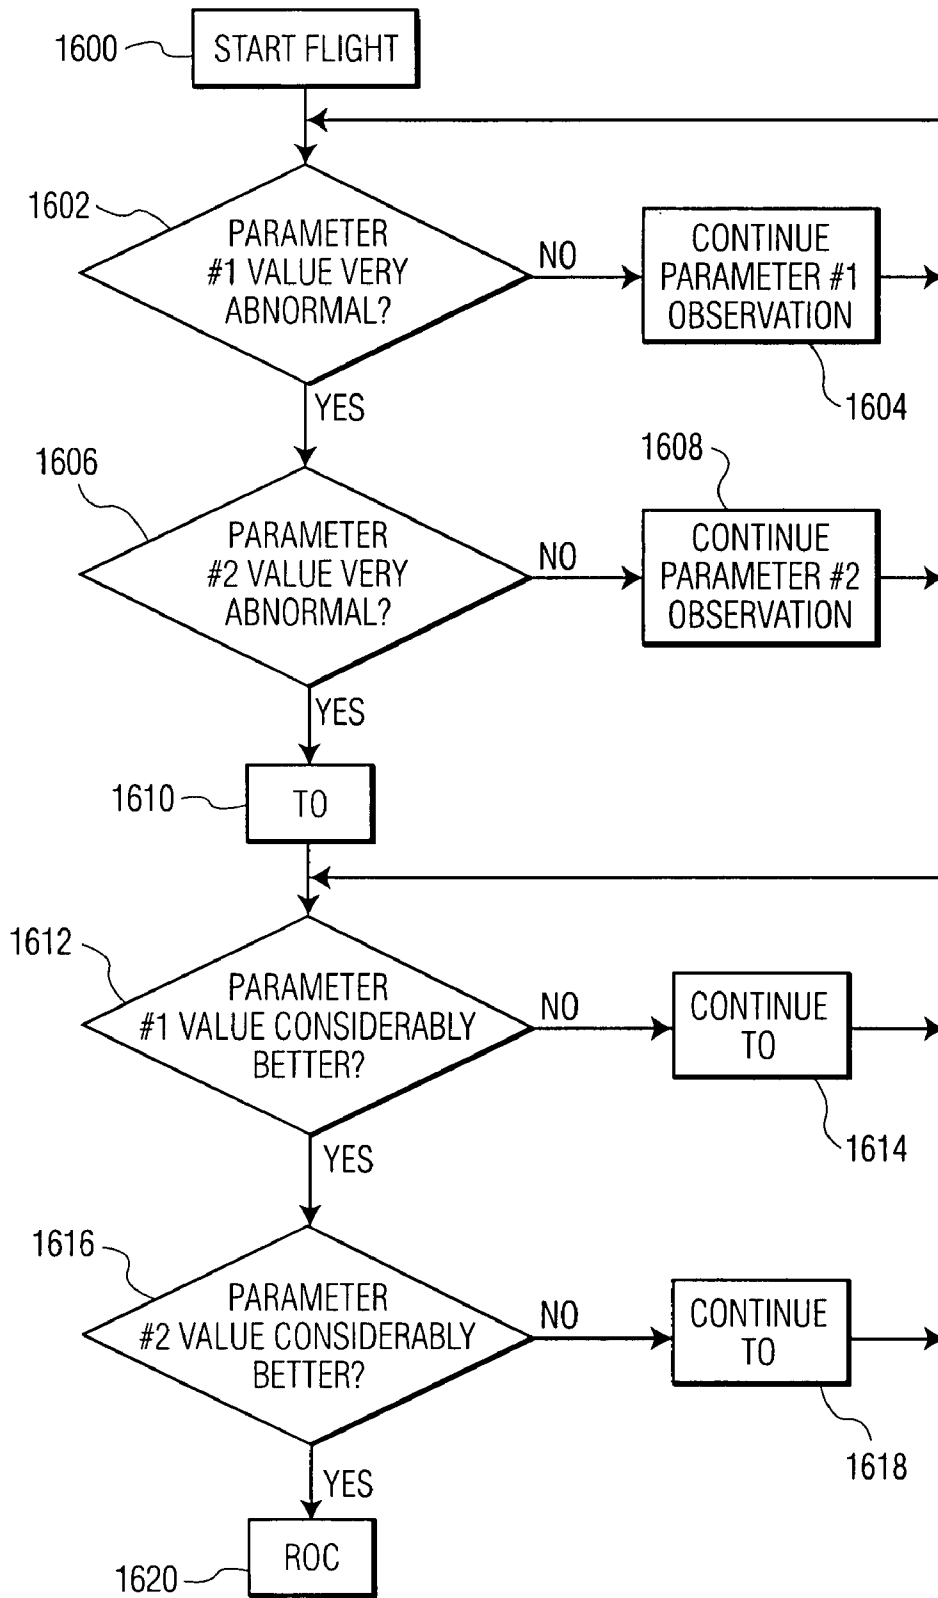 1600
START FLIGHT
1602
PARAMETER
#1 VALUE VERY
ABNORMAL?
NO
CONTINUE
PARAMETER #1
OBSERVATION
1604
YES
1606
PARAMETER
#2 VALUE VERY
ABNORMAL?
NO
1608
CONTINUE
PARAMETER #2
OBSERVATION
YES
1610
TO
1612
PARAMETER
#1 VALUE CONSIDERABLY
BETTER?
NO
CONTINUE
TO
1614
YES
1616
PARAMETER
#2 VALUE CONSIDERABLY
BETTER?
NO
CONTINUE
TO
1618
YES
1620
ROC